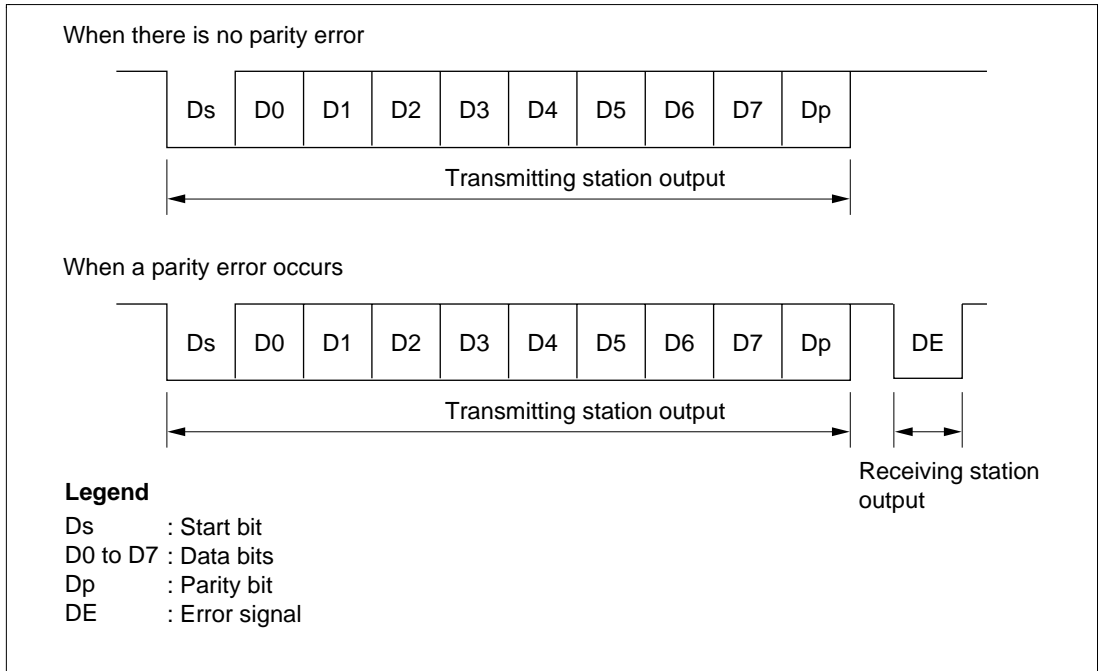 When there is no parity error
Ds D0 D1 D2 D3 D4 D5 D6 D7 Dp
Transmitting station output
When a parity error occurs
Ds D0 D1 D2 D3 D4 D5 D6 D7 Dp DE
Transmitting station output
Receiving station
output
Legend
Ds : Start bit
D0 to D7 : Data bits
Dp : Parity bit
DE : Error signal